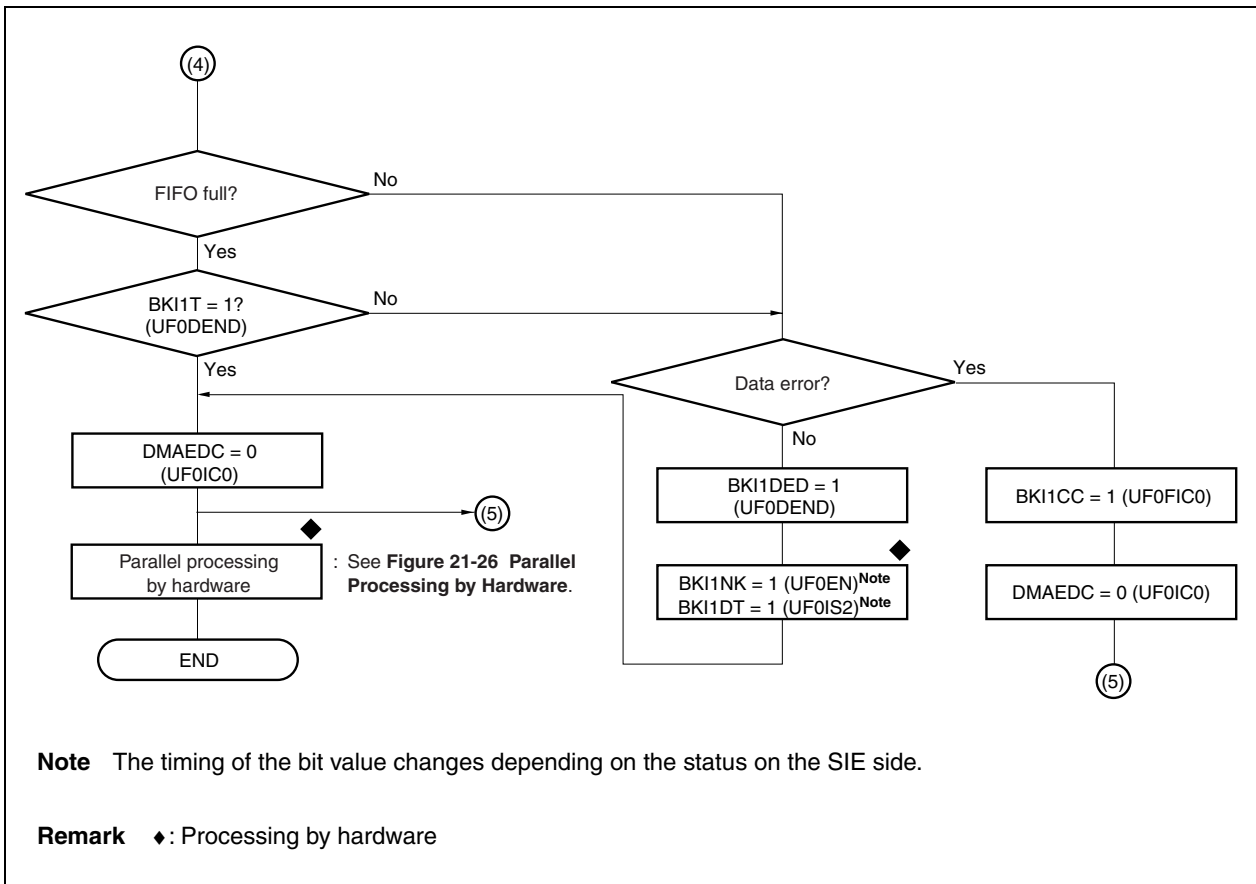 (4)
FIFO full?
No
Yes
BKI1T = 1?
(UF0DEND)
No
Yes
Data error?
Yes
No
DMAEDC = 0
(UF0IC0)
(5)
Parallel processing
by hardware
: See Figure 21-26 Parallel
Processing by Hardware.
END
BKI1DED = 1
(UF0DEND)
BKI1NK = 1 (UF0EN)Note
BKI1DT = 1 (UF0IS2)Note
BKI1CC = 1 (UF0FIC0)
DMAEDC = 0 (UF0IC0)
(5)
Note The timing of the bit value changes depending on the status on the SIE side.
Remark ♦: Processing by hardware